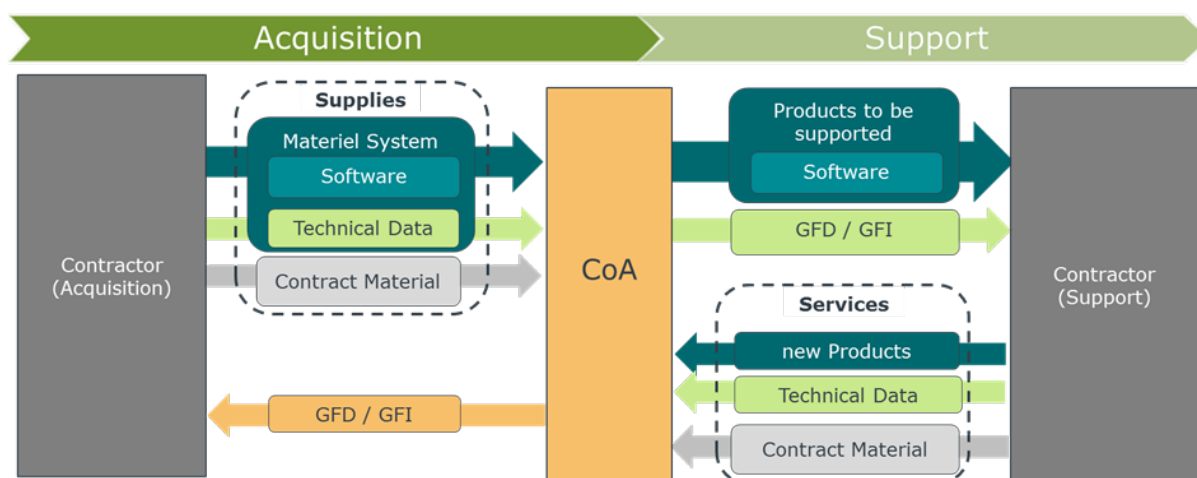 Acquisition
Support
Supplies
Materiel System
Software
Technical Data
Contract Material
Contractor
(Acquisition)
GFD / GFI
CoA
Products to be
supported
Software
GFD / GFI
Services
new Products
Technical Data
Contract Material
Contractor
(Support)